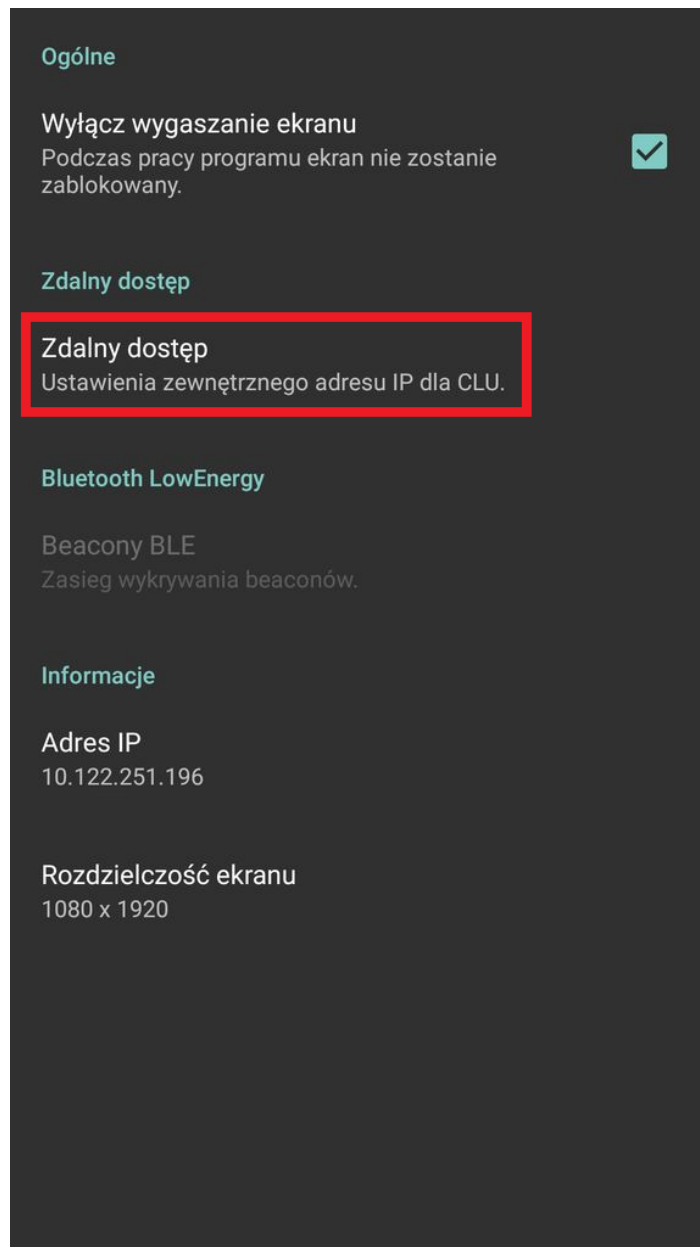 Ogólne
Wyłącz wygaszanie ekranu
Podczas pracy programu ekran nie zostanie
zablokowany.
Zdalny dostęp
Zdalny dostęp
Ustawienia zewnętrznego adresu IP dla CLU.
Bluetooth LowEnergy
Beacony BLE
Zasieg wykrywania beaconów.
Informacje
Adres IP
10.122.251.196
Rozdzielczość ekranu
1080 x 1920